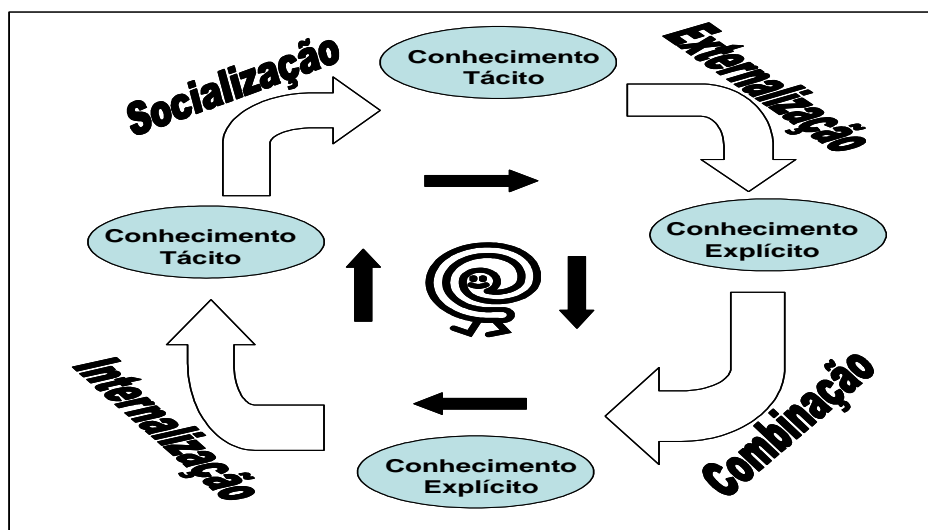 Socialização
Conhecimento
Tácito
Externalização
Conhecimento
Tácito
Conhecimento
Explícito
Internalização
Conhecimento
Explícito
Combinação